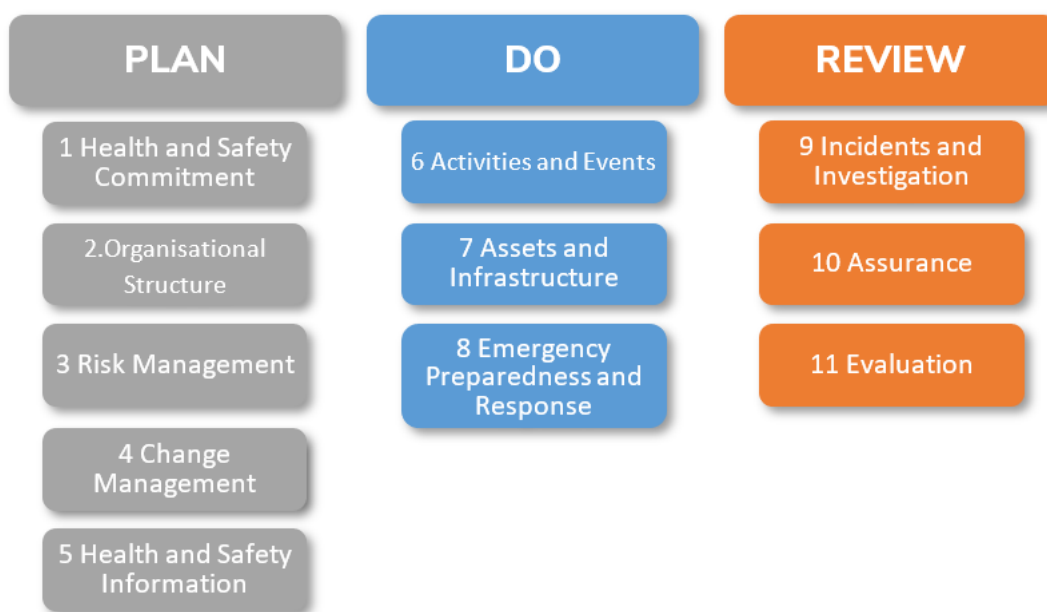 PLAN
1 Health and Safety
Commitment
2.Organisational
Structure
3 Risk Management
4 Change
Management
5 Health and Safety
Information
DO
6 Activities and Events
7 Assets and
Infrastructure
8 Emergency
Preparedness and
Response
REVIEW
9 Incidents and
Investigation
10 Assurance
11 Evaluation